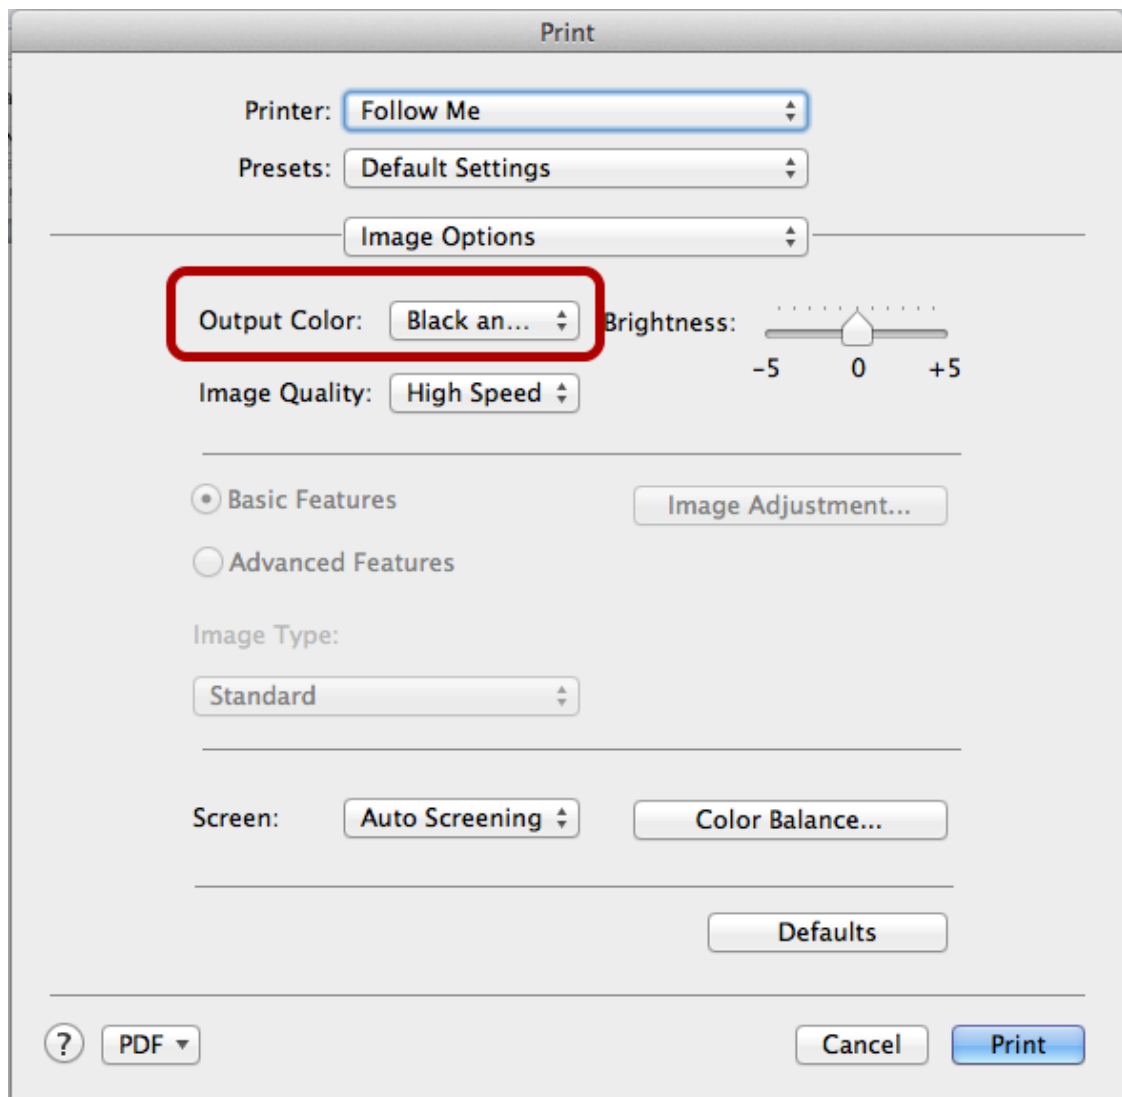 Print
Printer: Follow Me
Presets: Default Settings
Image Options
Output Color: Black an... Brightness:
-5 0 +5
Image Quality: High Speed
Basic Features Image Adjustment...
Advanced Features
Image Type:
Standard
Screen: Auto Screening Color Balance...
Defaults
? PDF Cancel Print